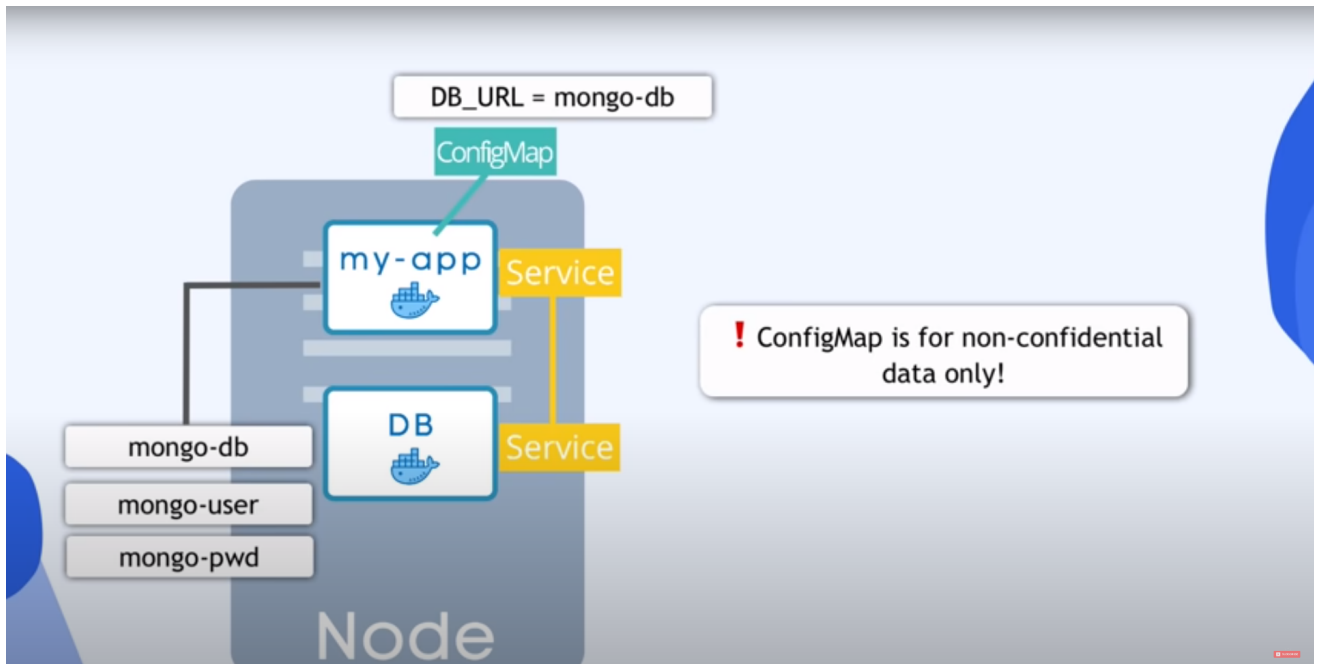 DB_URL = mongo-db
ConfigMap
my-app
Service
! ConfigMap is for non-confidential
data only!
DB
Service
mongo-db
mongo-user
mongo-pwd
Node